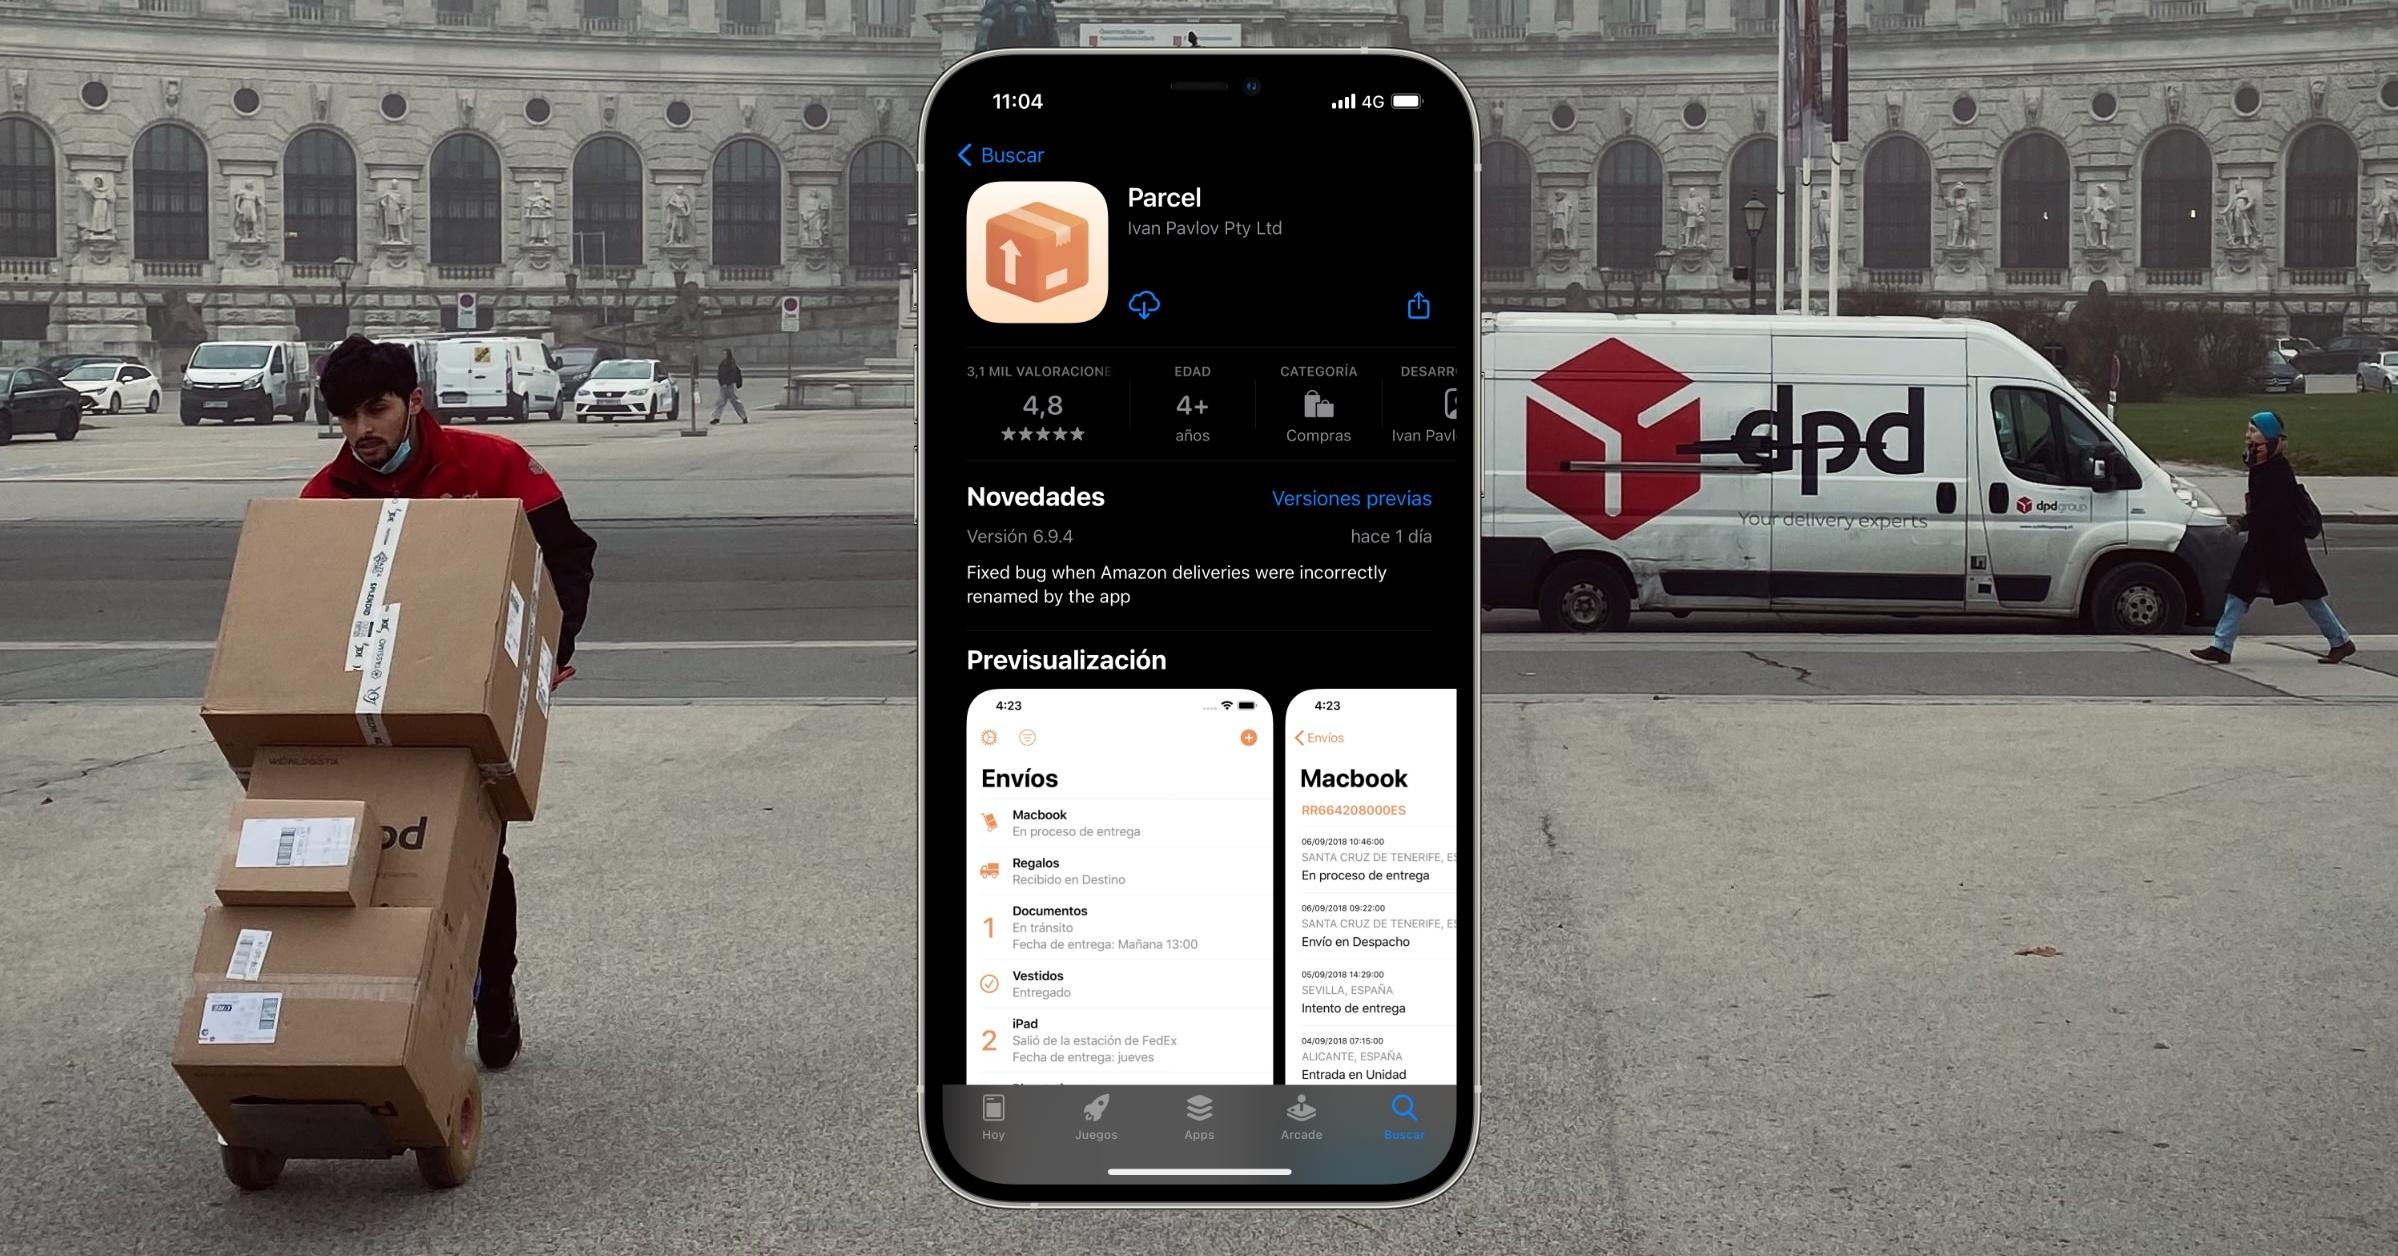 11:04
4G
Buscar
Parcel
Ivan Pavlov Pty Ltd
3,1 MIL VALORACIONE
4,8
EDAD
4+
años
CATEGORÍA
Compras
DESARR
Ivan Pavl
Novedades
Versiones previas
Versión 6.9.4
hace 1 día
Fixed bug when Amazon deliveries were incorrectly
renamed by the app
Previsualización
4:23
Envíos
Macbook
En proceso de entrega
Regalos
Recibido en Destino
1
Documentos
En tránsito
Fecha de entrega: Mañana 13:00
Vestidos
Entregado
2
iPad
Salió de la estación de FedEx
Fecha de entrega: jueves
4:23
Envíos
Macbook
RR664208000ES
06/09/2018 10:46:00
SANTA CRUZ DE TENERIFE, ES
En proceso de entrega
06/09/2018 09:22:00
SANTA CRUZ DE TENERIFE, ES
Envío en Despacho
05/09/2018 14:29:00
SEVILLA, ESPAÑA
Intento de entrega
04/09/2018 07:15:00
ALICANTE, ESPAÑA
Entrada en Unidad
Hoy
Juegos
Apps
Arcade
Buscar
dpd
Your delivery experts
dpdgroup
TASSIMO
pd